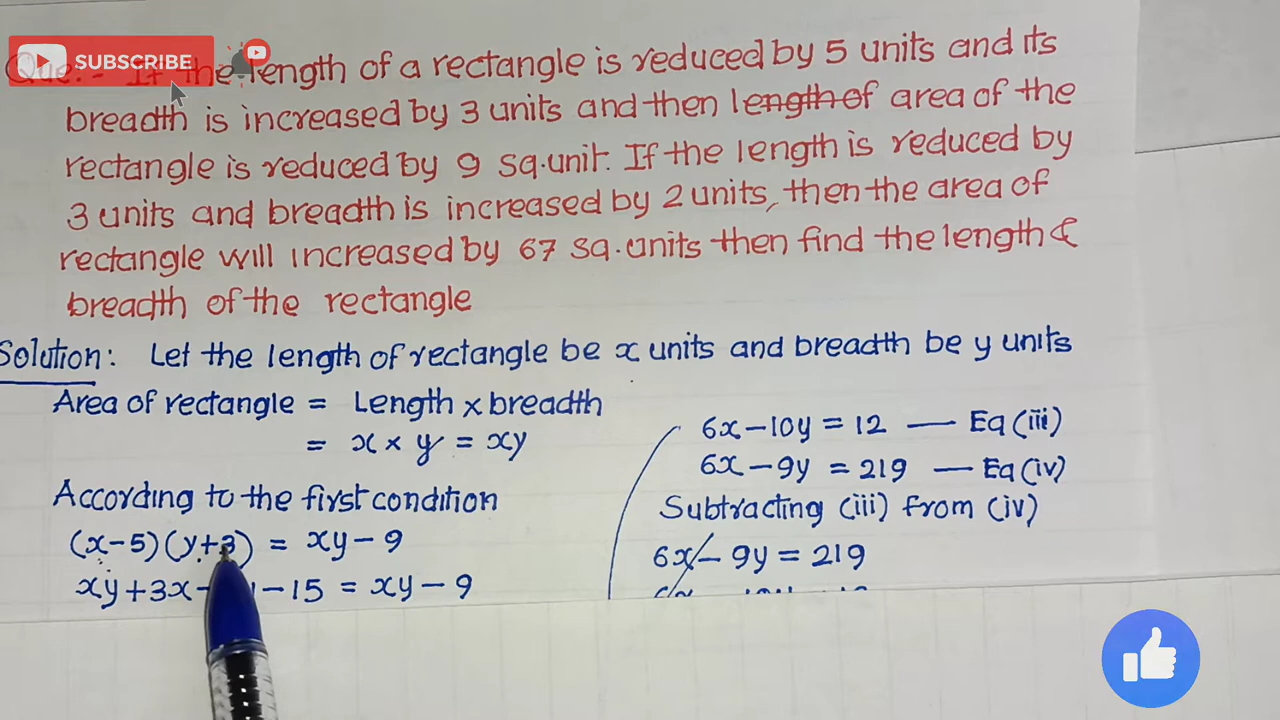 SUBSCRIBE
Que:- If the length of a rectangle is reduced by 5 units and its
breadth is increased by 3 units and then length of area of the
rectangle is reduced by 9 sq.unit. If the length is reduced by
3 units and breadth is increased by 2 units, then the area of
rectangle will increased by 67 sq.units then find the length &
breadth of the rectangle
Solution: Let the length of rectangle be x units and breadth be y units
Area of rectangle = Length x breadth
= x × y = xy
According to the first condition
(x-5)(y+3) = xy-9
xy+3x- -15 = xy-9
6x-10y = 12 — Eq (iii)
6x-9y = 219 — Eq (iv)
Subtracting (iii) from (iv)
6x-9y = 219